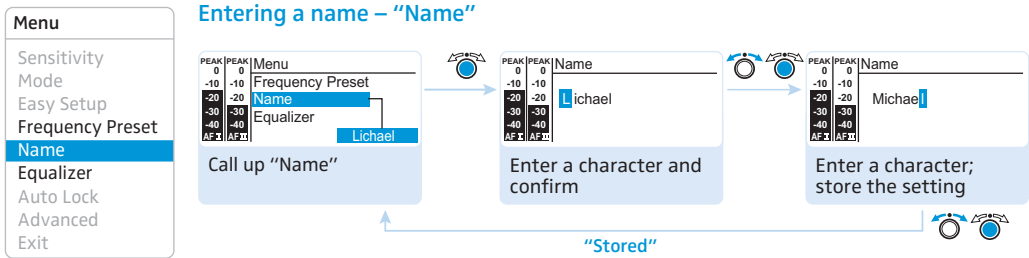 Entering a name – “Name”
Menu
Sensitivity
Mode
Easy Setup
Frequency Preset
Name
Equalizer
Auto Lock
Advanced
Exit
PEAK PEAK Menu
0 0
-10 -10 Frequency Preset
-20 -20 Name
-30 -30 Equalizer
-40 -40
AF I AF II Lichael
Call up “Name”
PEAK PEAK Name
0 0
-10 -10
-20 -20 Lichael
-30 -30
-40 -40
AF I AF II
Enter a character and
confirm
PEAK PEAK Name
0 0
-10 -10
-20 -20 Michael
-30 -30
-40 -40
AF I AF II
Enter a character;
store the setting
“Stored”